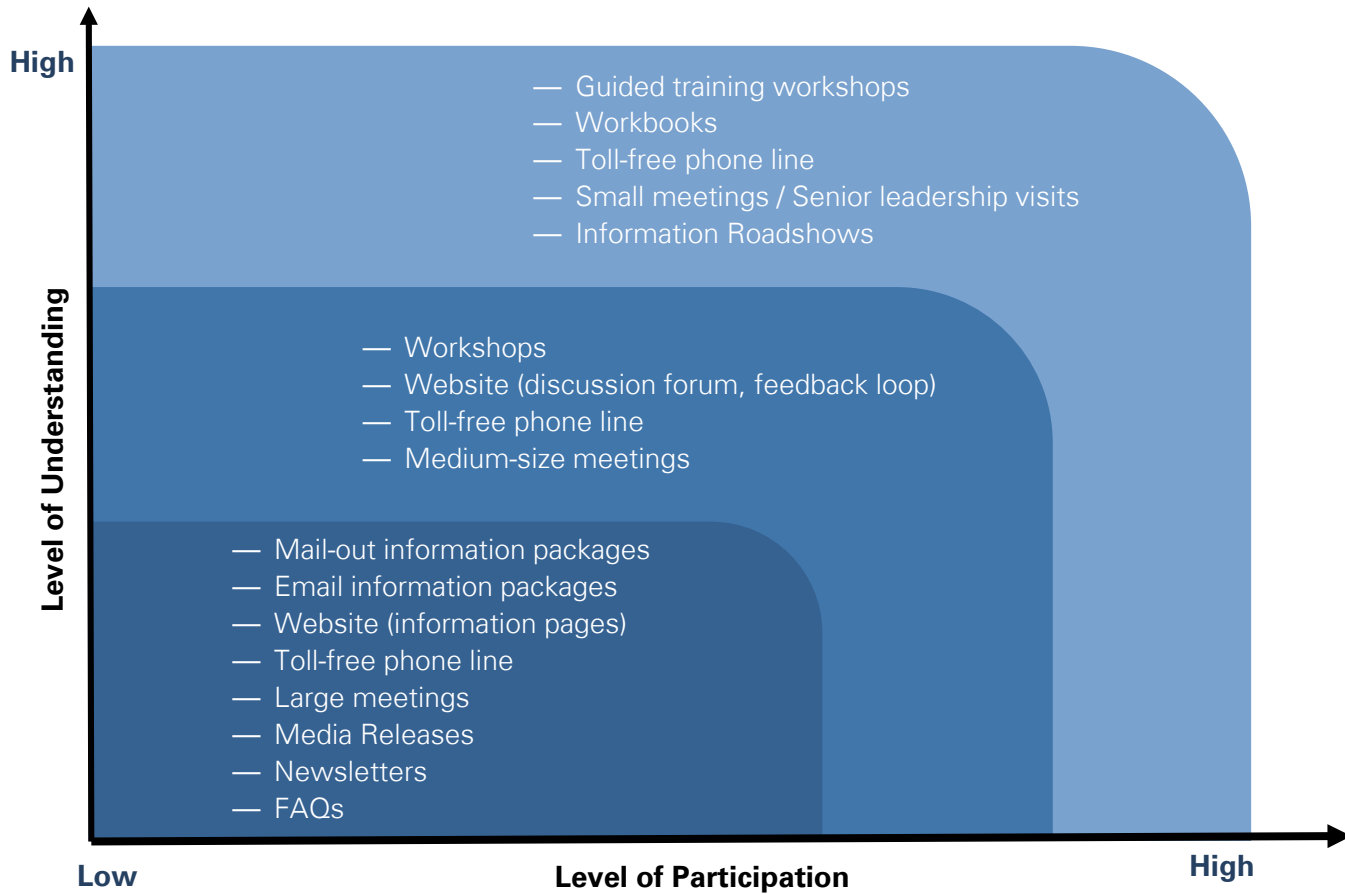 High
— Guided training workshops
— Workbooks
— Toll-free phone line
— Small meetings / Senior leadership visits
— Information Roadshows
Level of Understanding
— Workshops
— Website (discussion forum, feedback loop)
— Toll-free phone line
— Medium-size meetings
— Mail-out information packages
— Email information packages
— Website (information pages)
— Toll-free phone line
— Large meetings
— Media Releases
— Newsletters
— FAQs
Low
Level of Participation
High